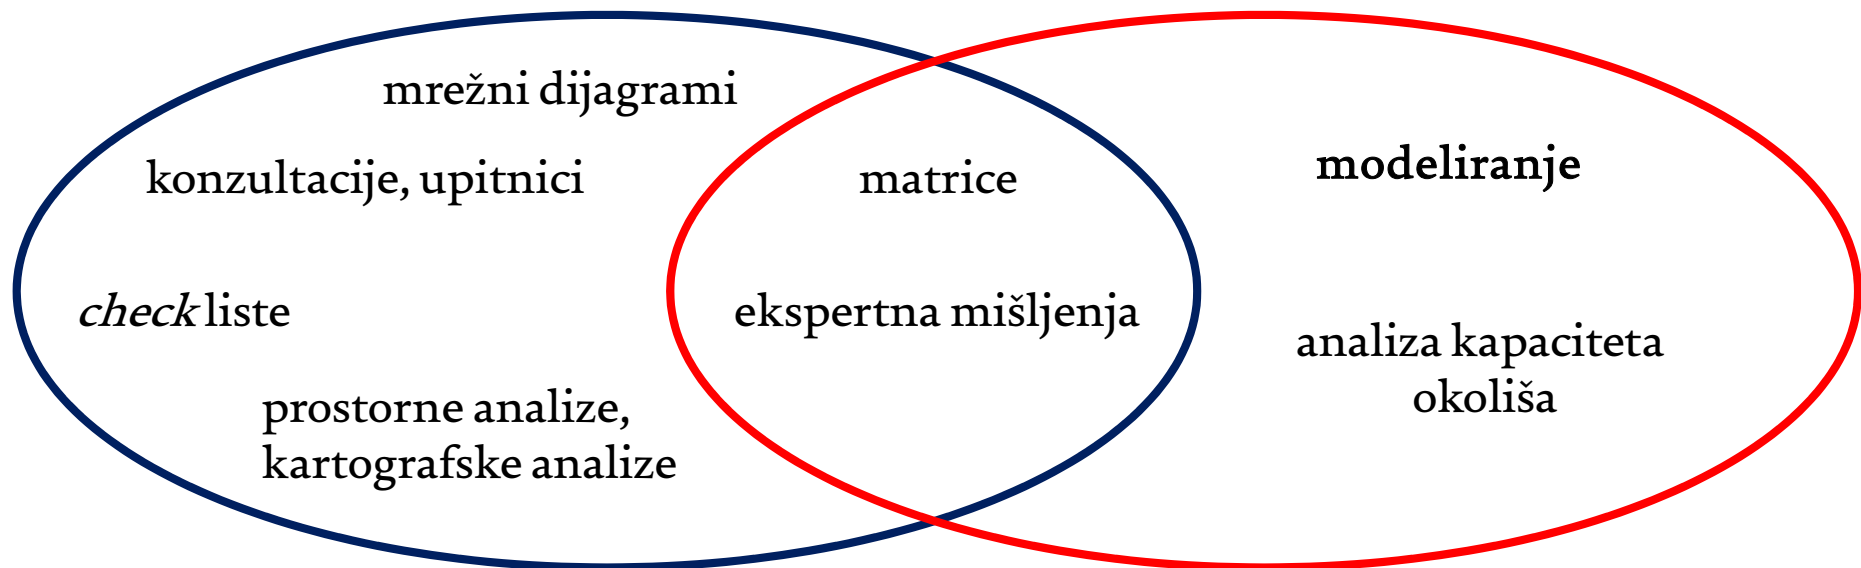 mrežni dijagrami
konzultacije, upitnici
matrice
modeliranje
check liste
ekspertna mišljenja
analiza kapaciteta
okoliša
prostorne analize,
kartografske analize